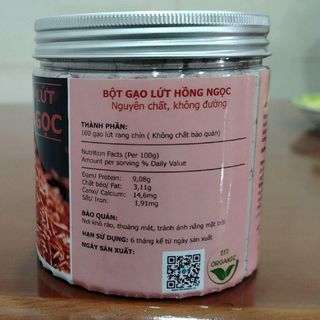 LỨT
NGỌC
BỘT GẠO LỨT HỒNG NGỌC
Nguyên chất, không đường
THÀNH PHẦN:
100 gạo lứt rang chín ( Không chất bảo quản)
Nutrition Facts (Per 100g)
Amount per serving % Daily Value
Đạm/ Protein: 9,08g
Chất béo/ Fat: 3,11g
Canxi/ Calcium: 14,6mg
Sắt/ Iron: 1,91mg
BẢO QUẢN:
Nơi khô ráo, thoáng mát, tránh ánh nắng mặt trời
HẠN SỬ DỤNG: 6 tháng kể từ ngày sản xuất
NGÀY SẢN XUẤT:
ORGANIC